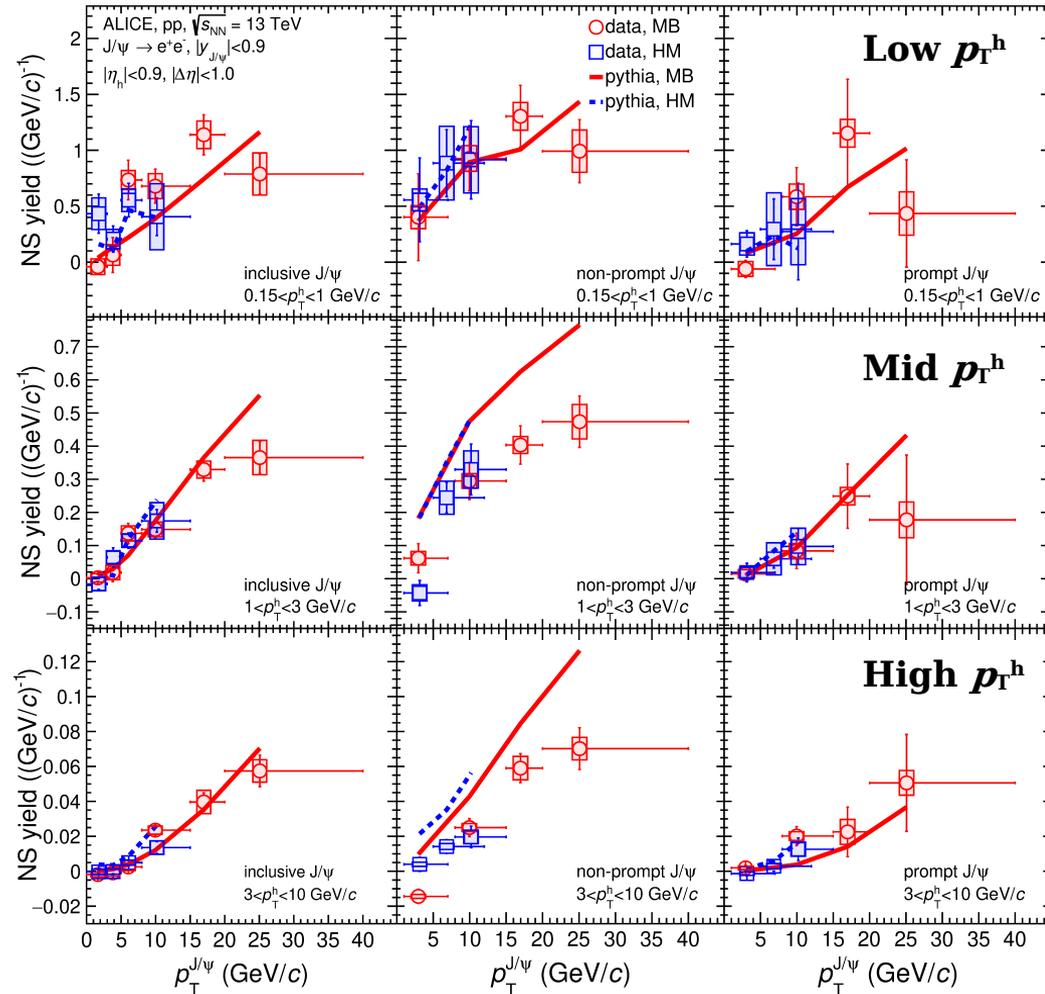 ALICE, pp, √s_NN = 13 TeV
J/ψ → e⁺e⁻, |y_J/ψ|<0.9
|η_h|<0.9, |Δη|<1.0
data, MB
data, HM
pythia, MB
pythia, HM
Low p_T^h
NS yield ((GeV/c)⁻¹)
2
1.5
1
0.5
0
inclusive J/ψ
0.15<p_T^h<1 GeV/c
non-prompt J/ψ
0.15<p_T^h<1 GeV/c
prompt J/ψ
0.15<p_T^h<1 GeV/c
Mid p_T^h
NS yield ((GeV/c)⁻¹)
0.7
0.6
0.5
0.4
0.3
0.2
0.1
0
−0.1
inclusive J/ψ
1<p_T^h<3 GeV/c
non-prompt J/ψ
1<p_T^h<3 GeV/c
prompt J/ψ
1<p_T^h<3 GeV/c
High p_T^h
NS yield ((GeV/c)⁻¹)
0.12
0.1
0.08
0.06
0.04
0.02
0
−0.02
inclusive J/ψ
3<p_T^h<10 GeV/c
non-prompt J/ψ
3<p_T^h<10 GeV/c
prompt J/ψ
3<p_T^h<10 GeV/c
0 5 10 15 20 25 30 35 40
5 10 15 20 25 30 35 40
5 10 15 20 25 30 35 40
p_T^J/ψ (GeV/c)
p_T^J/ψ (GeV/c)
p_T^J/ψ (GeV/c)